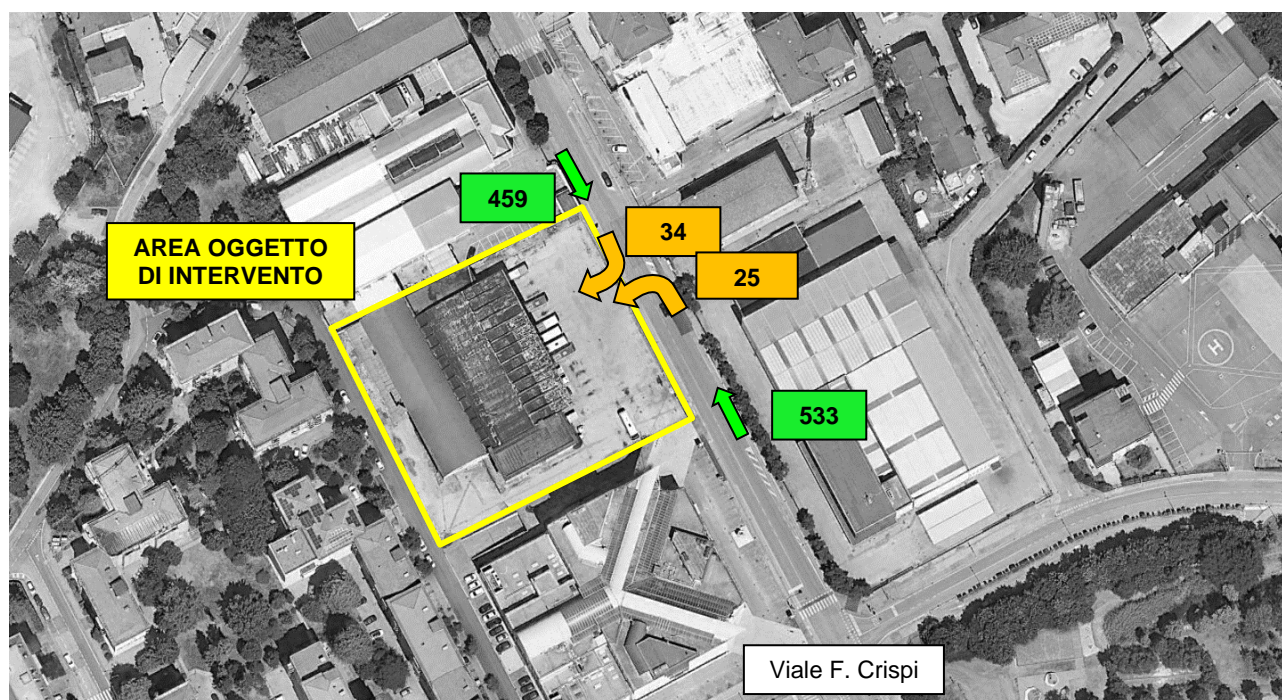 459
34
AREA OGGETTO
DI INTERVENTO
25
533
H
Viale F. Crispi